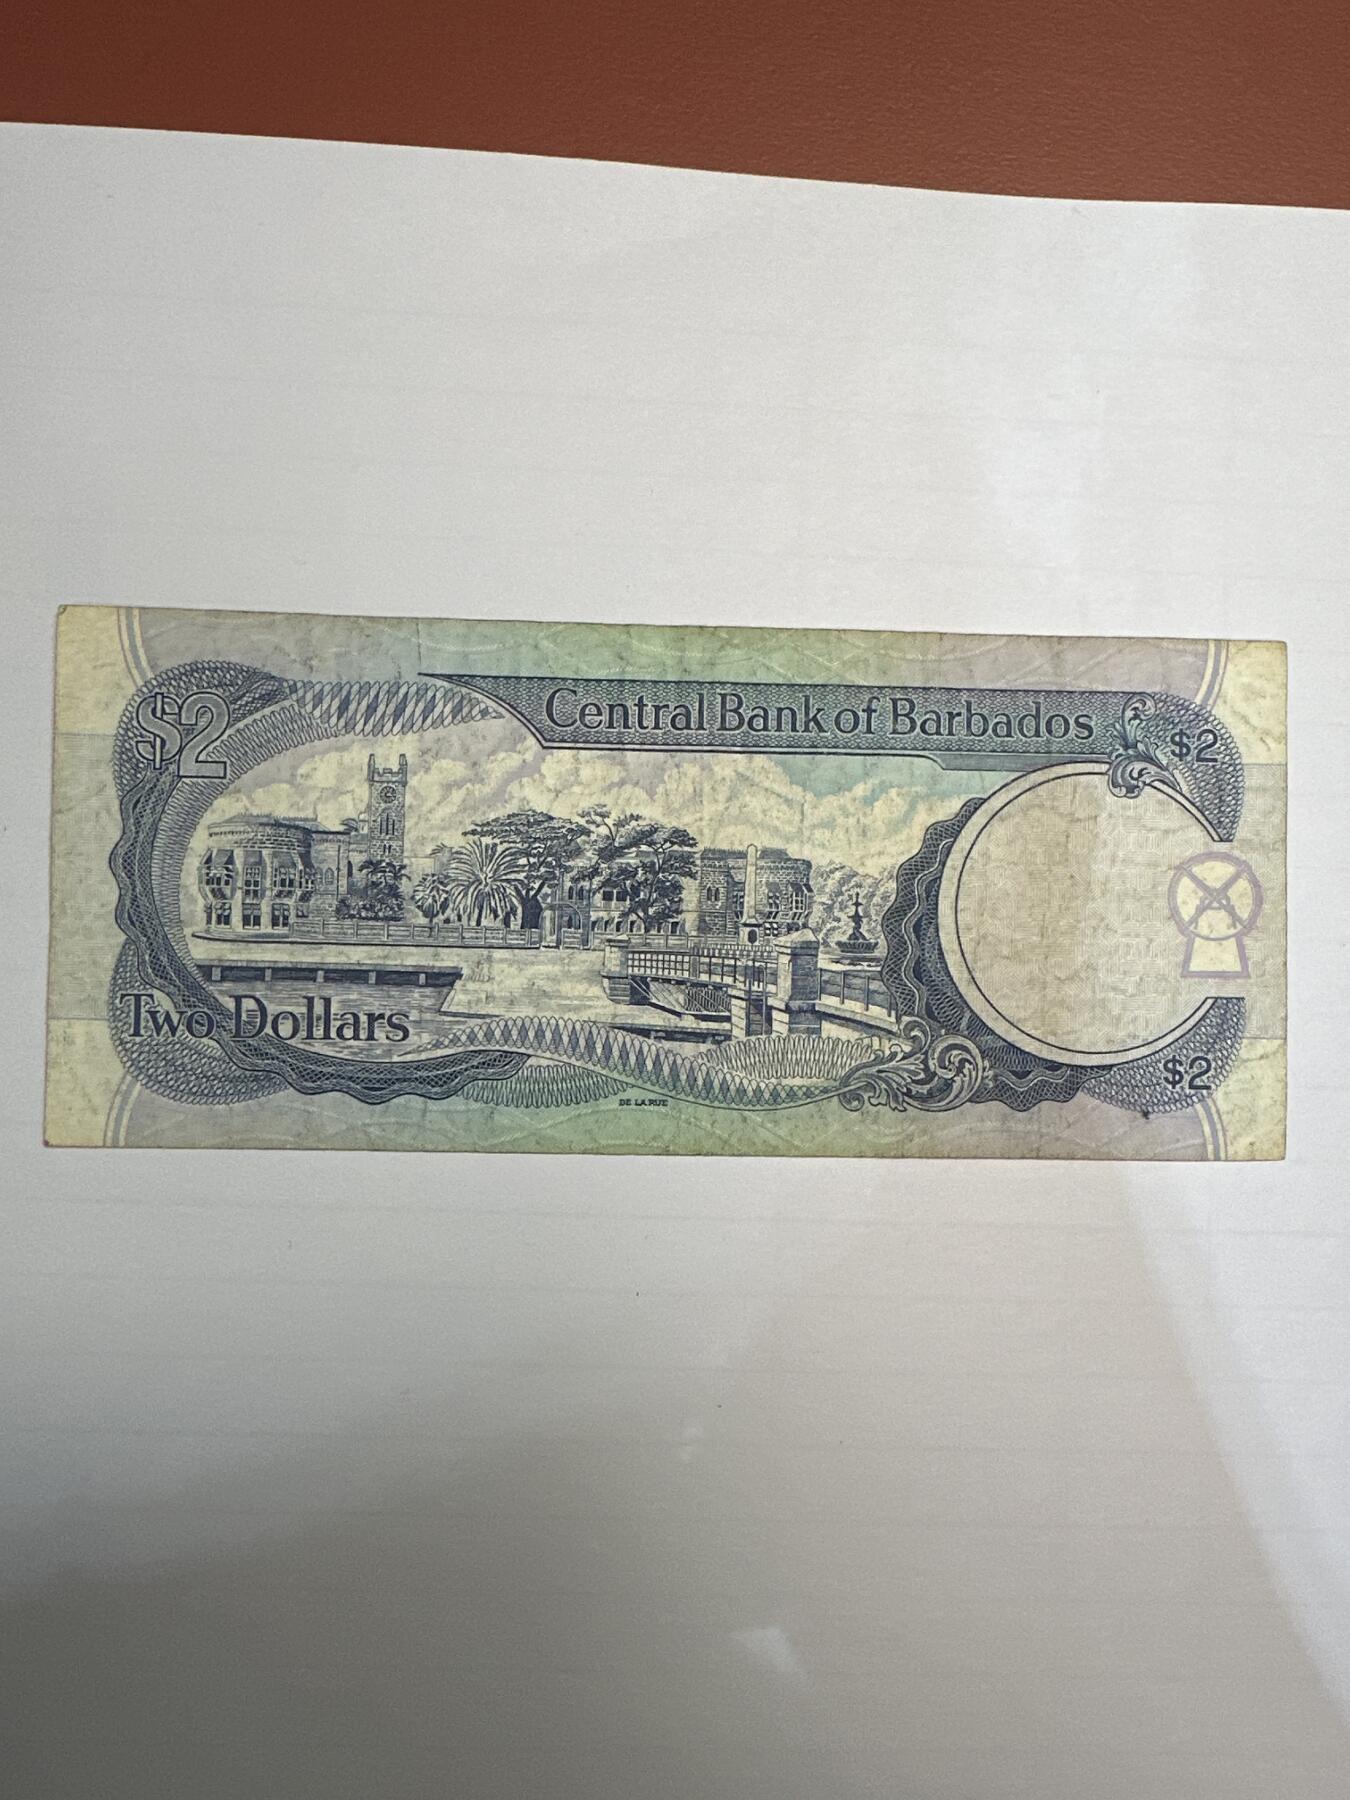 $2
Central Bank of Barbados
$2
Two Dollars
$2
DE LA RUE